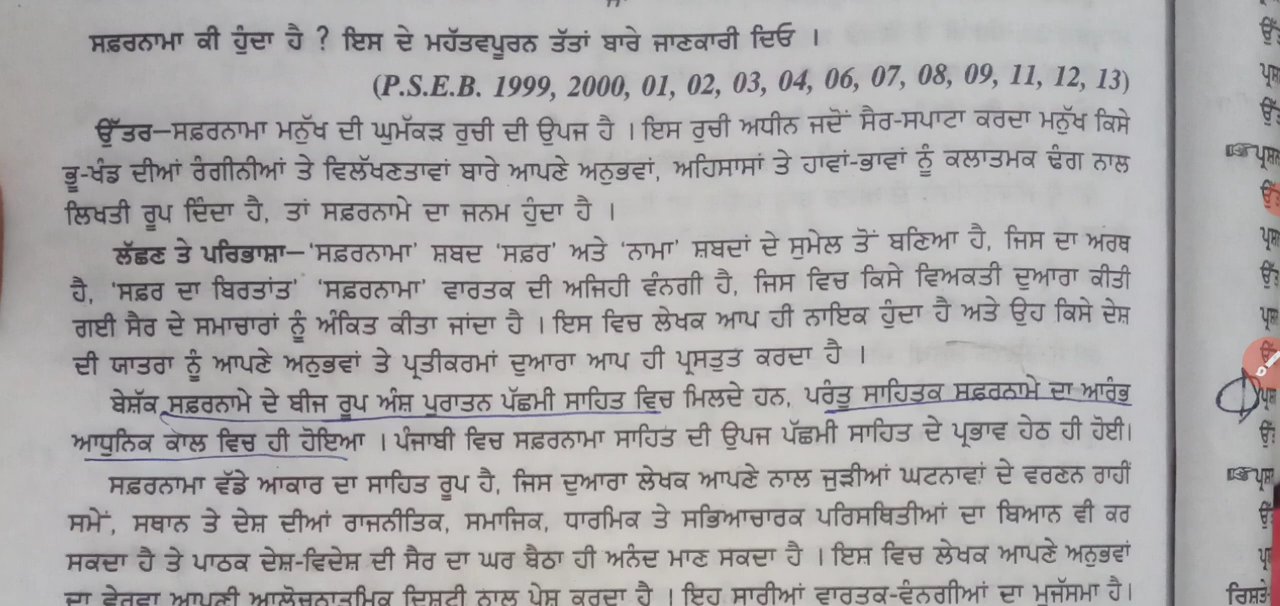 ਸਫ਼ਰਨਾਮਾ ਕੀ ਹੁੰਦਾ ਹੈ ? ਇਸ ਦੇ ਮਹੱਤਵਪੂਰਨ ਤੱਤਾਂ ਬਾਰੇ ਜਾਣਕਾਰੀ ਦਿਓ ।
(P.S.E.B. 1999, 2000, 01, 02, 03, 04, 06, 07, 08, 09, 11, 12, 13)
ਉੱਤਰ—ਸਫ਼ਰਨਾਮਾ ਮਨੁੱਖ ਦੀ ਘੁਮੱਕੜ ਰੁਚੀ ਦੀ ਉਪਜ ਹੈ । ਇਸ ਰੁਚੀ ਅਧੀਨ ਜਦੋਂ ਸੈਰ-ਸਪਾਟਾ ਕਰਦਾ ਮਨੁੱਖ ਕਿਸੇ
ਭੂ-ਖੰਡ ਦੀਆਂ ਰੰਗੀਨੀਆਂ ਤੇ ਵਿਲੱਖਣਤਾਵਾਂ ਬਾਰੇ ਆਪਣੇ ਅਨੁਭਵਾਂ, ਅਹਿਸਾਸਾਂ ਤੇ ਹਾਵਾਂ-ਭਾਵਾਂ ਨੂੰ ਕਲਾਤਮਕ ਢੰਗ ਨਾਲ
ਲਿਖਤੀ ਰੂਪ ਦਿੰਦਾ ਹੈ, ਤਾਂ ਸਫ਼ਰਨਾਮੇ ਦਾ ਜਨਮ ਹੁੰਦਾ ਹੈ ।
ਲੱਛਣ ਤੇ ਪਰਿਭਾਸ਼ਾ—‘ਸਫ਼ਰਨਾਮਾ’ ਸ਼ਬਦ ‘ਸਫ਼ਰ’ ਅਤੇ ‘ਨਾਮਾ’ ਸ਼ਬਦਾਂ ਦੇ ਸੁਮੇਲ ਤੋਂ ਬਣਿਆ ਹੈ, ਜਿਸ ਦਾ ਅਰਥ
ਹੈ, ‘ਸਫ਼ਰ ਦਾ ਬਿਰਤਾਂਤ’ ‘ਸਫ਼ਰਨਾਮਾ’ ਵਾਰਤਕ ਦੀ ਅਜਿਹੀ ਵੰਨਗੀ ਹੈ, ਜਿਸ ਵਿਚ ਕਿਸੇ ਵਿਅਕਤੀ ਦੁਆਰਾ ਕੀਤੀ
ਗਈ ਸੈਰ ਦੇ ਸਮਾਚਾਰਾਂ ਨੂੰ ਅੰਕਿਤ ਕੀਤਾ ਜਾਂਦਾ ਹੈ । ਇਸ ਵਿਚ ਲੇਖਕ ਆਪ ਹੀ ਨਾਇਕ ਹੁੰਦਾ ਹੈ ਅਤੇ ਉਹ ਕਿਸੇ ਦੇਸ਼
ਦੀ ਯਾਤਰਾ ਨੂੰ ਆਪਣੇ ਅਨੁਭਵਾਂ ਤੇ ਪ੍ਰਤੀਕਰਮਾਂ ਦੁਆਰਾ ਆਪ ਹੀ ਪ੍ਰਸਤੁਤ ਕਰਦਾ ਹੈ ।
ਬੇਸ਼ੱਕ ਸਫ਼ਰਨਾਮੇ ਦੇ ਬੀਜ ਰੂਪ ਅੰਸ਼ ਪੁਰਾਤਨ ਪੱਛਮੀ ਸਾਹਿਤ ਵਿਚ ਮਿਲਦੇ ਹਨ, ਪਰੰਤੂ ਸਾਹਿਤਕ ਸਫ਼ਰਨਾਮੇ ਦਾ ਆਰੰਭ
ਆਧੁਨਿਕ ਕਾਲ ਵਿਚ ਹੀ ਹੋਇਆ । ਪੰਜਾਬੀ ਵਿਚ ਸਫ਼ਰਨਾਮਾ ਸਾਹਿਤ ਦੀ ਉਪਜ ਪੱਛਮੀ ਸਾਹਿਤ ਦੇ ਪ੍ਰਭਾਵ ਹੇਠ ਹੀ ਹੋਈ।
ਸਫ਼ਰਨਾਮਾ ਵੱਡੇ ਆਕਾਰ ਦਾ ਸਾਹਿਤ ਰੂਪ ਹੈ, ਜਿਸ ਦੁਆਰਾ ਲੇਖਕ ਆਪਣੇ ਨਾਲ ਜੁੜੀਆਂ ਘਟਨਾਵਾਂ ਦੇ ਵਰਣਨ ਰਾਹੀਂ
ਸਮੇਂ, ਸਥਾਨ ਤੇ ਦੇਸ਼ ਦੀਆਂ ਰਾਜਨੀਤਿਕ, ਸਮਾਜਿਕ, ਧਾਰਮਿਕ ਤੇ ਸਭਿਆਚਾਰਕ ਪਰਿਸਥਿਤੀਆਂ ਦਾ ਬਿਆਨ ਵੀ ਕਰ
ਸਕਦਾ ਹੈ ਤੇ ਪਾਠਕ ਦੇਸ਼-ਵਿਦੇਸ਼ ਦੀ ਸੈਰ ਦਾ ਘਰ ਬੈਠਾ ਹੀ ਅਨੰਦ ਮਾਣ ਸਕਦਾ ਹੈ । ਇਸ ਵਿਚ ਲੇਖਕ ਆਪਣੇ ਅਨੁਭਵਾਂ
ਦਾ ਵੇਰਵਾ ਆਪਣੀ ਆਲੋਚਨਾਤਮਿਕ ਦ੍ਰਿਸ਼ਟੀ ਨਾਲ ਪੇਸ਼ ਕਰਦਾ ਹੈ । ਇਹ ਸਾਰੀਆਂ ਵਾਰਤਕ-ਵੰਨਗੀਆਂ ਦਾ ਮੁਜੱਸਮਾ ਹੈ।